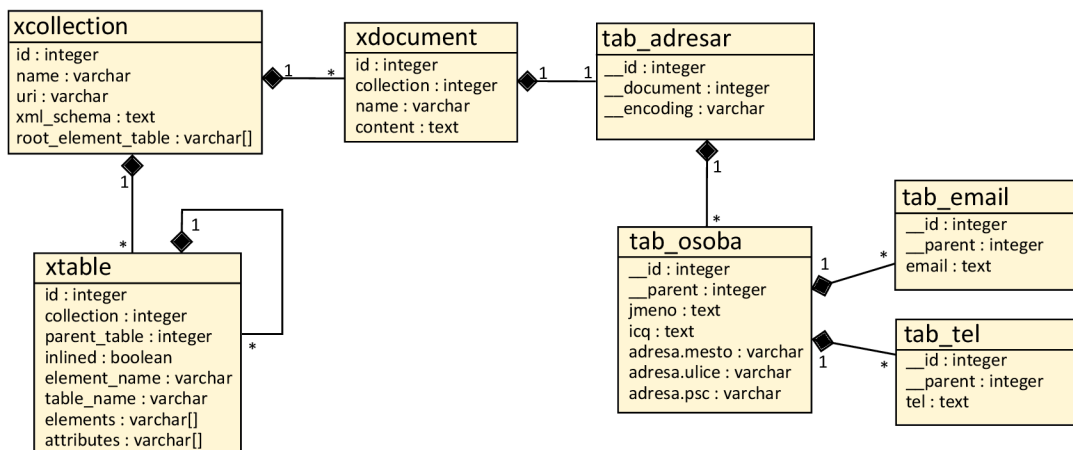 xcollection
id : integer
name : varchar
uri : varchar
xml_schema : text
root_element_table : varchar[]
1
*
xdocument
id : integer
collection : integer
name : varchar
content : text
1
1
tab_adresar
__id : integer
__document : integer
__encoding : varchar
1
*
1
*
xtable
id : integer
collection : integer
parent_table : integer
inlined : boolean
element_name : varchar
table_name : varchar
elements : varchar[]
attributes : varchar[]
1
*
tab_osoba
__id : integer
__parent : integer
jmeno : text
icq : text
adresa.mesto : varchar
adresa.ulice : varchar
adresa.psc : varchar
1
*
tab_email
__id : integer
__parent : integer
email : text
1
*
tab_tel
__id : integer
__parent : integer
tel : text